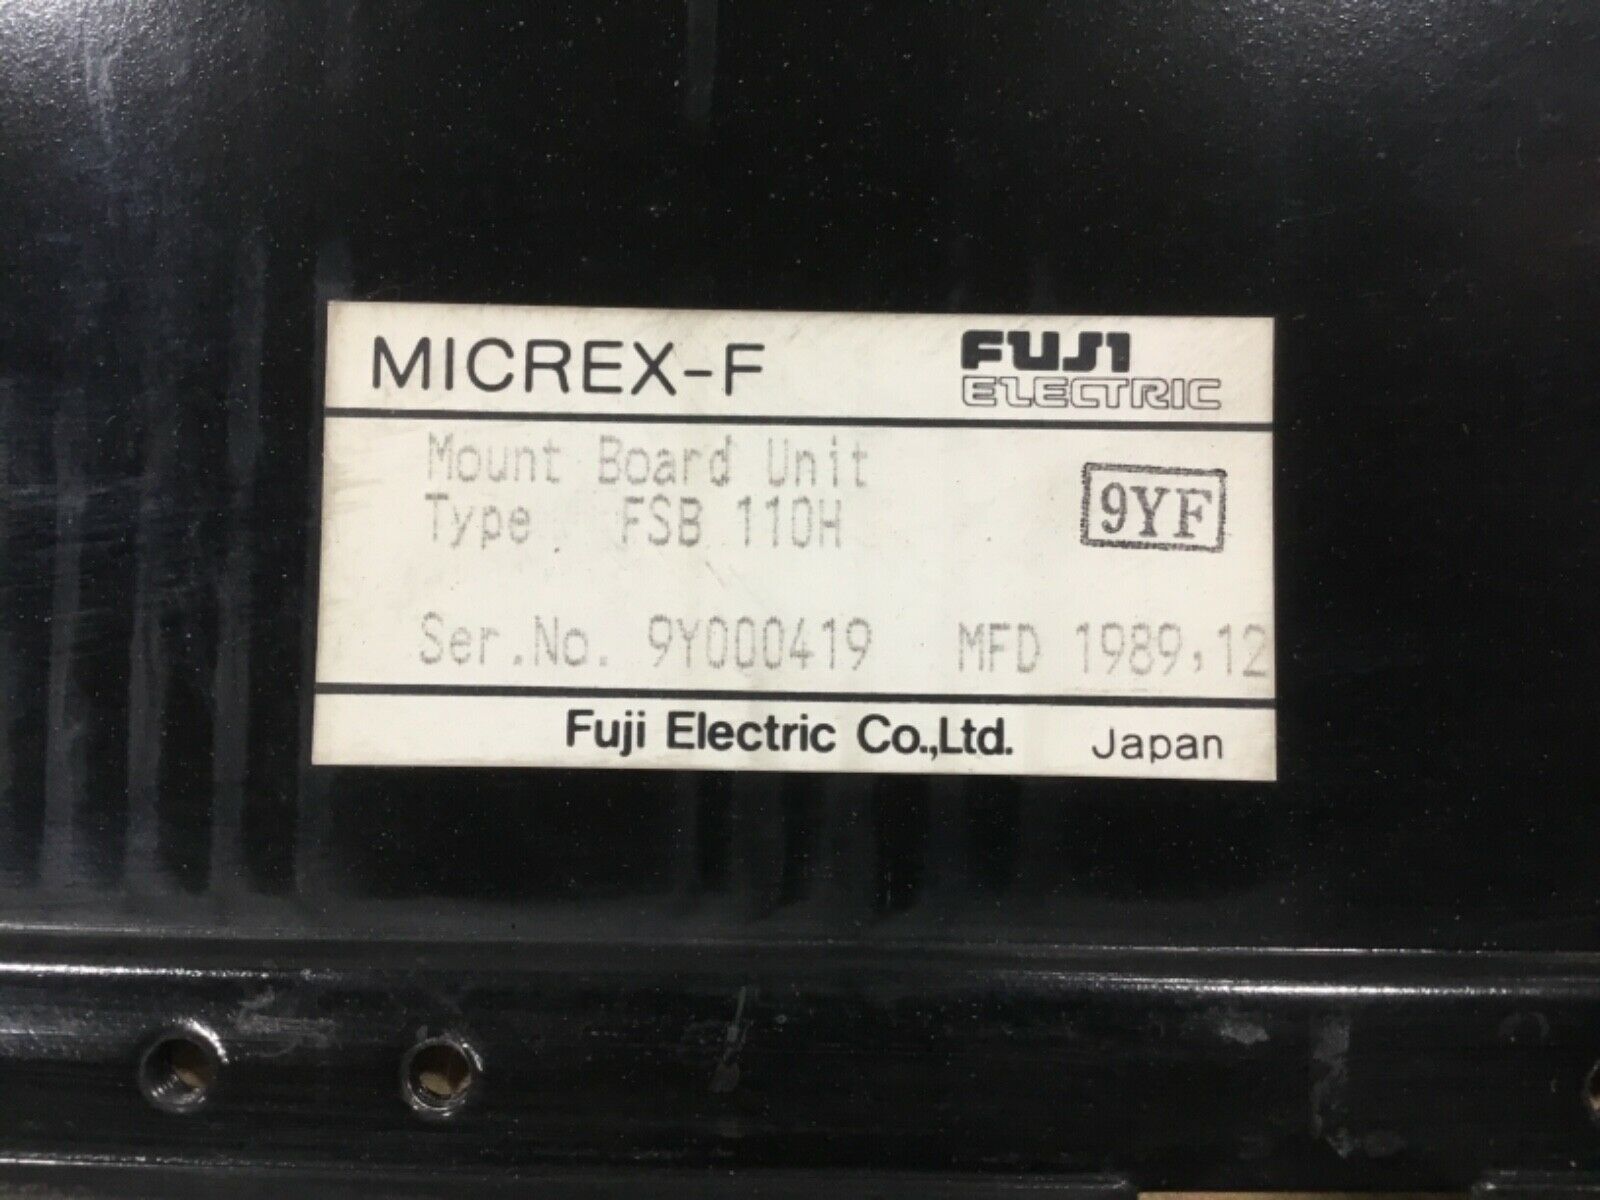 MICREX-F
FUJI
ELECTRIC
Mount Board Unit
Type FSB 110H
9YF
Ser.No. 9Y000419 MFD 1989,12
Fuji Electric Co.,Ltd. Japan